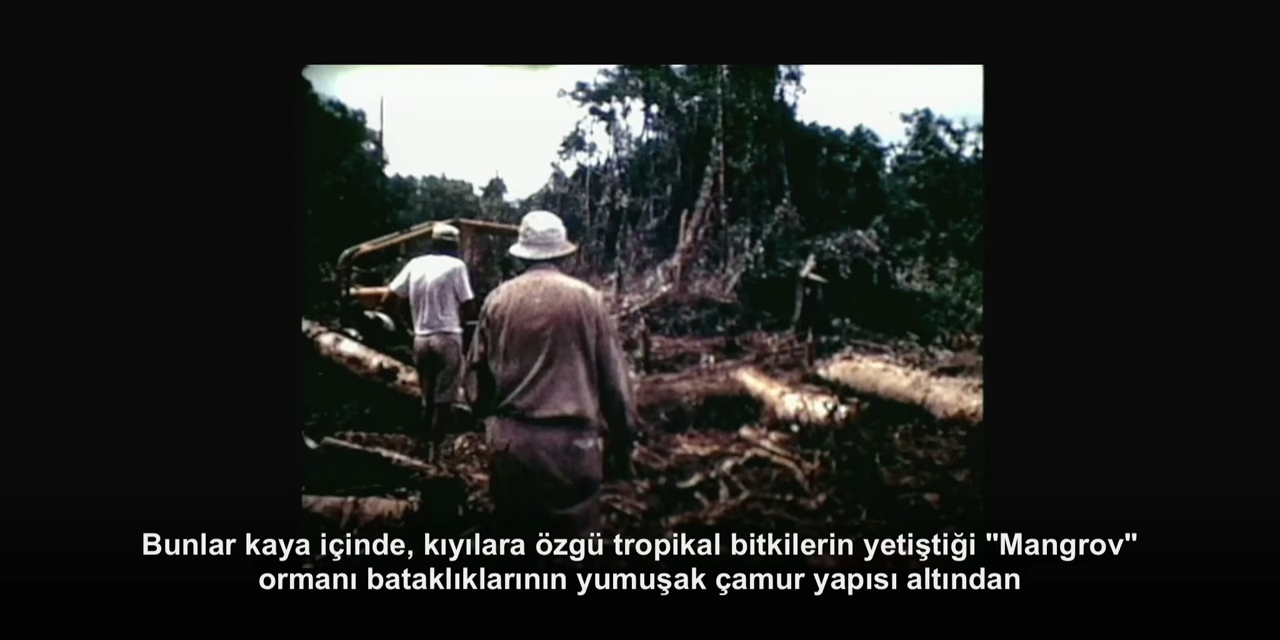 Bunlar kaya içinde, kıyılara özgü tropikal bitkilerin yetiştiği "Mangrov"
ormanı bataklıklarının yumuşak çamur yapısı altından